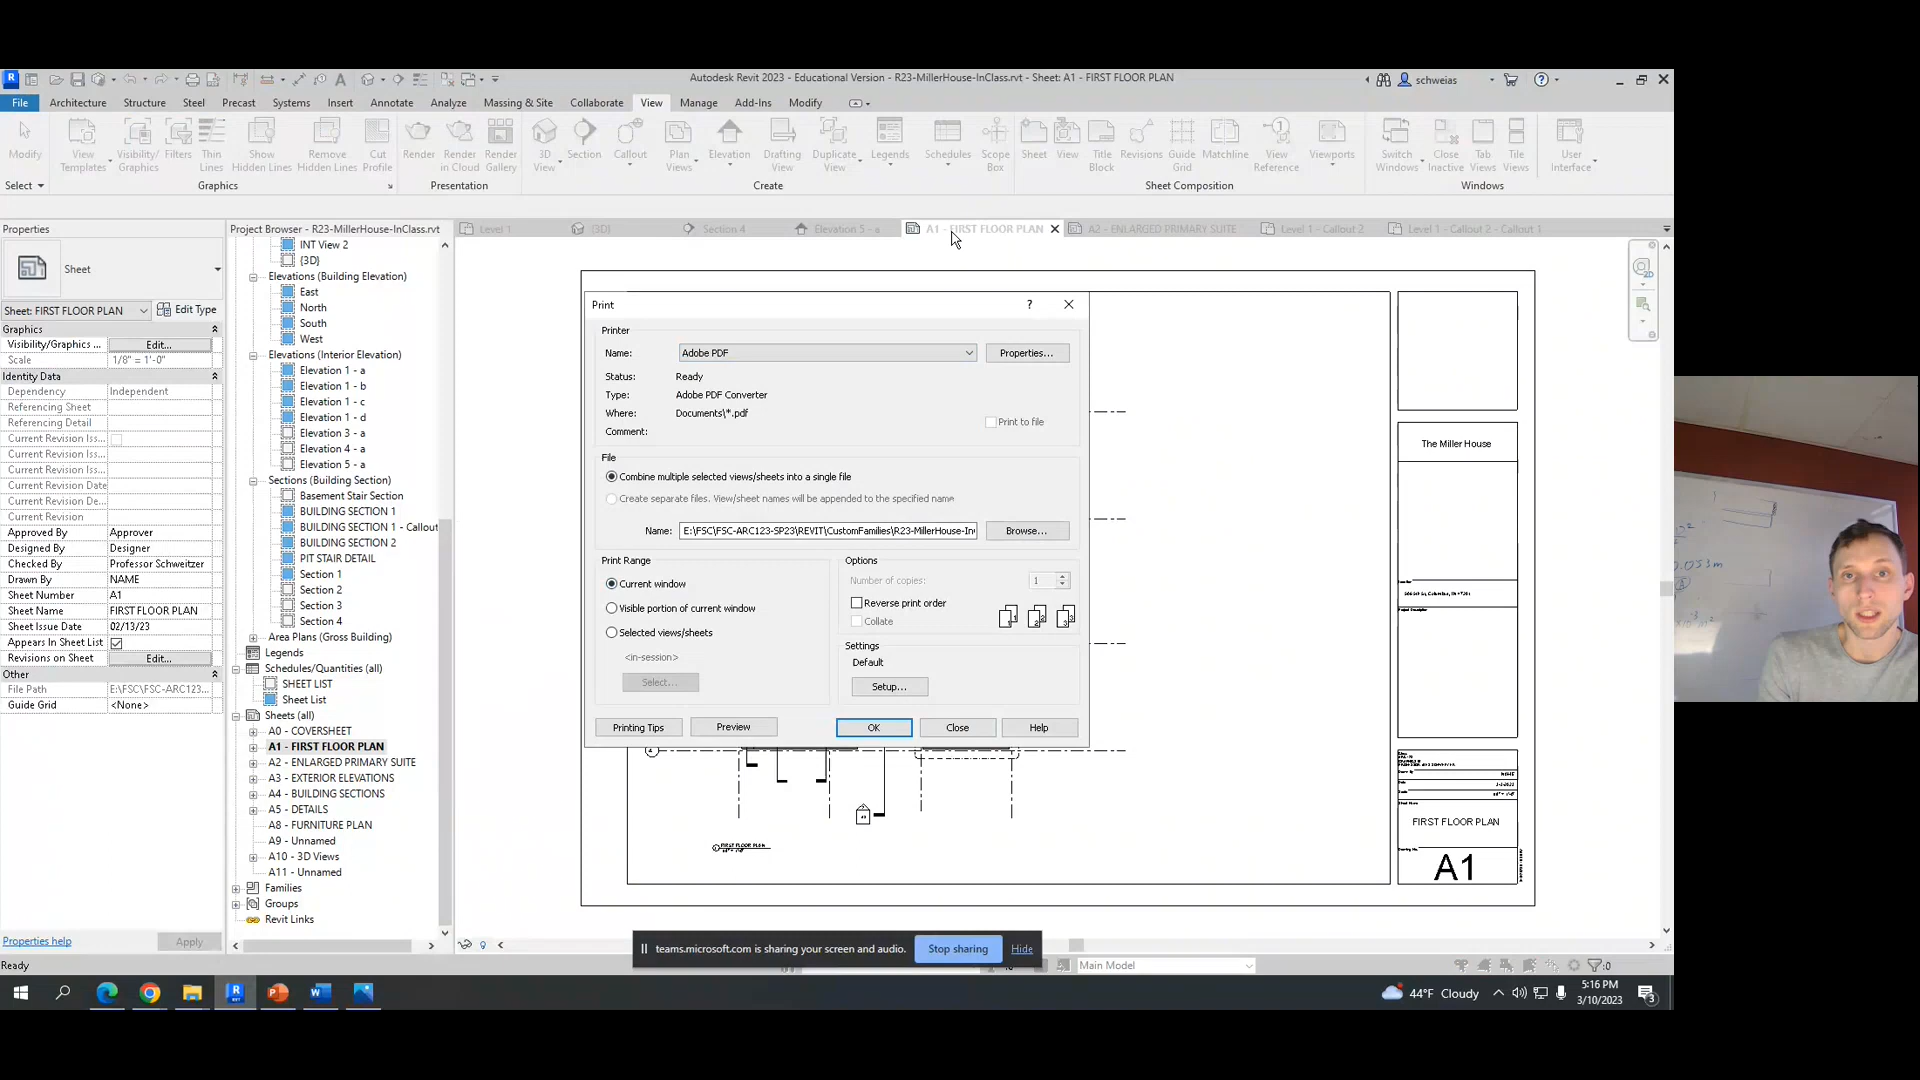 Autodesk Revit 2023 - Educational Version - R23-MillerHouse-InClass.rvt - Sheet: A1 - FIRST FLOOR PLAN
schweias
File Architecture Structure Steel Precast Systems Insert Annotate Analyze Massing & Site Collaborate View Manage Add-Ins Modify
Modify
View Templates
Visibility/ Graphics
Filters
Thin Lines
Show Hidden Lines
Remove Hidden Lines
Cut Profile
Render
Render in Cloud
Render Gallery
3D View
Section
Callout
Plan Views
Elevation
Drafting View
Duplicate View
Legends
Schedules
Scope Box
Sheet
View
Title Block
Revisions
Guide Grid
Matchline
View Reference
Viewports
Switch Windows
Close Inactive
Tab Views
Tile Views
User Interface
Select Graphics Presentation Create Sheet Composition Windows
Properties
Sheet
Sheet: FIRST FLOOR PLAN Edit Type
Graphics
Visibility/Graphics ... Edit...
Scale 1/8" = 1'-0"
Identity Data
Dependency Independent
Referencing Sheet
Referencing Detail
Current Revision Iss...
Current Revision Iss...
Current Revision Iss...
Current Revision Date
Current Revision De...
Current Revision
Approved By Approver
Designed By Designer
Checked By Professor Schweitzer
Drawn By NAME
Sheet Number A1
Sheet Name FIRST FLOOR PLAN
Sheet Issue Date 02/13/23
Appears In Sheet List
Revisions on Sheet Edit...
Other
File Path E:\FSC\FSC-ARC123...
Guide Grid <None>
Properties help Apply
Project Browser - R23-MillerHouse-InClass.rvt
INT View 2
{3D}
Elevations (Building Elevation)
East
North
South
West
Elevations (Interior Elevation)
Elevation 1 - a
Elevation 1 - b
Elevation 1 - c
Elevation 1 - d
Elevation 3 - a
Elevation 4 - a
Elevation 5 - a
Sections (Building Section)
Basement Stair Section
BUILDING SECTION 1
BUILDING SECTION 1 - Callout
BUILDING SECTION 2
PIT STAIR DETAIL
Section 1
Section 2
Section 3
Section 4
Area Plans (Gross Building)
Legends
Schedules/Quantities (all)
SHEET LIST
Sheet List
Sheets (all)
A0 - COVERSHEET
A1 - FIRST FLOOR PLAN
A2 - ENLARGED PRIMARY SUITE
A3 - EXTERIOR ELEVATIONS
A4 - BUILDING SECTIONS
A5 - DETAILS
A8 - FURNITURE PLAN
A9 - Unnamed
A10 - 3D Views
A11 - Unnamed
Families
Groups
Revit Links
Level 1 {3D} Section 4 Elevation 5 - a A1 - FIRST FLOOR PLAN A2 - ENLARGED PRIMARY SUITE Level 1 - Callout 2 Level 1 - Callout 2 - Callout 1
Print
Printer
Name: Adobe PDF Properties...
Status: Ready
Type: Adobe PDF Converter
Where: Documents\*.pdf
Comment:
Print to file
File
Combine multiple selected views/sheets into a single file
Create separate files. View/sheet names will be appended to the specified name
Name: E:\FSC\FSC-ARC123-SP23\REVIT\CustomFamilies\R23-MillerHouse-In Browse...
Print Range
Current window
Visible portion of current window
Selected views/sheets
<in-session>
Select...
Options
Number of copies: 1
Reverse print order
Collate
Settings
Default
Setup...
Printing Tips Preview OK Close Help
FIRST FLOOR PLAN
The Miller House
FIRST FLOOR PLAN
A1
2D
teams.microsoft.com is sharing your screen and audio. Stop sharing Hide
Ready
Main Model
:0
44°F Cloudy
5:16 PM
3/10/2023
3
0.053m